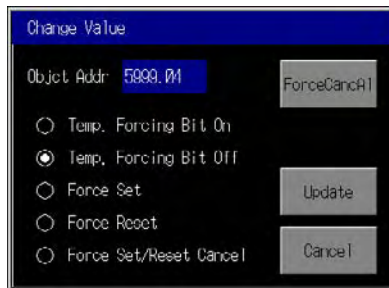 Change Value
Objct Addr 5999.01
ForceCancAl
Temp. Forcing Bit On
Temp. Forcing Bit Off
Force Set
Update
Force Reset
Force Set/Reset Cancel
Cancel